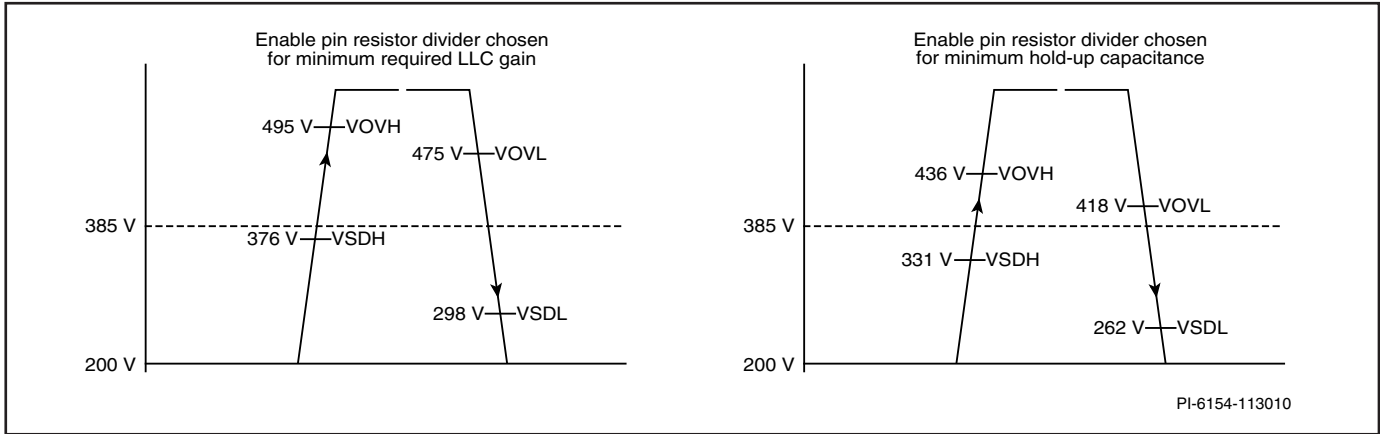 Enable pin resistor divider chosen
for minimum required LLC gain
495 V VOVH
475 V VOVL
385 V
376 V VSDH
298 V VSDL
200 V
Enable pin resistor divider chosen
for minimum hold-up capacitance
436 V VOVH
418 V VOVL
385 V
331 V VSDH
262 V VSDL
200 V
PI-6154-113010